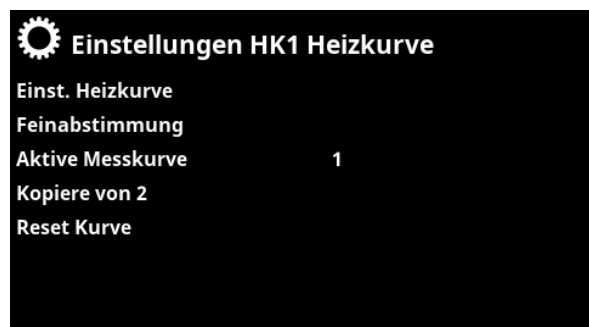 Einstellungen HK1 Heizkurve
Einst. Heizkurve
Feinabstimmung
Aktive Messkurve 1
Kopiere von 2
Reset Kurve